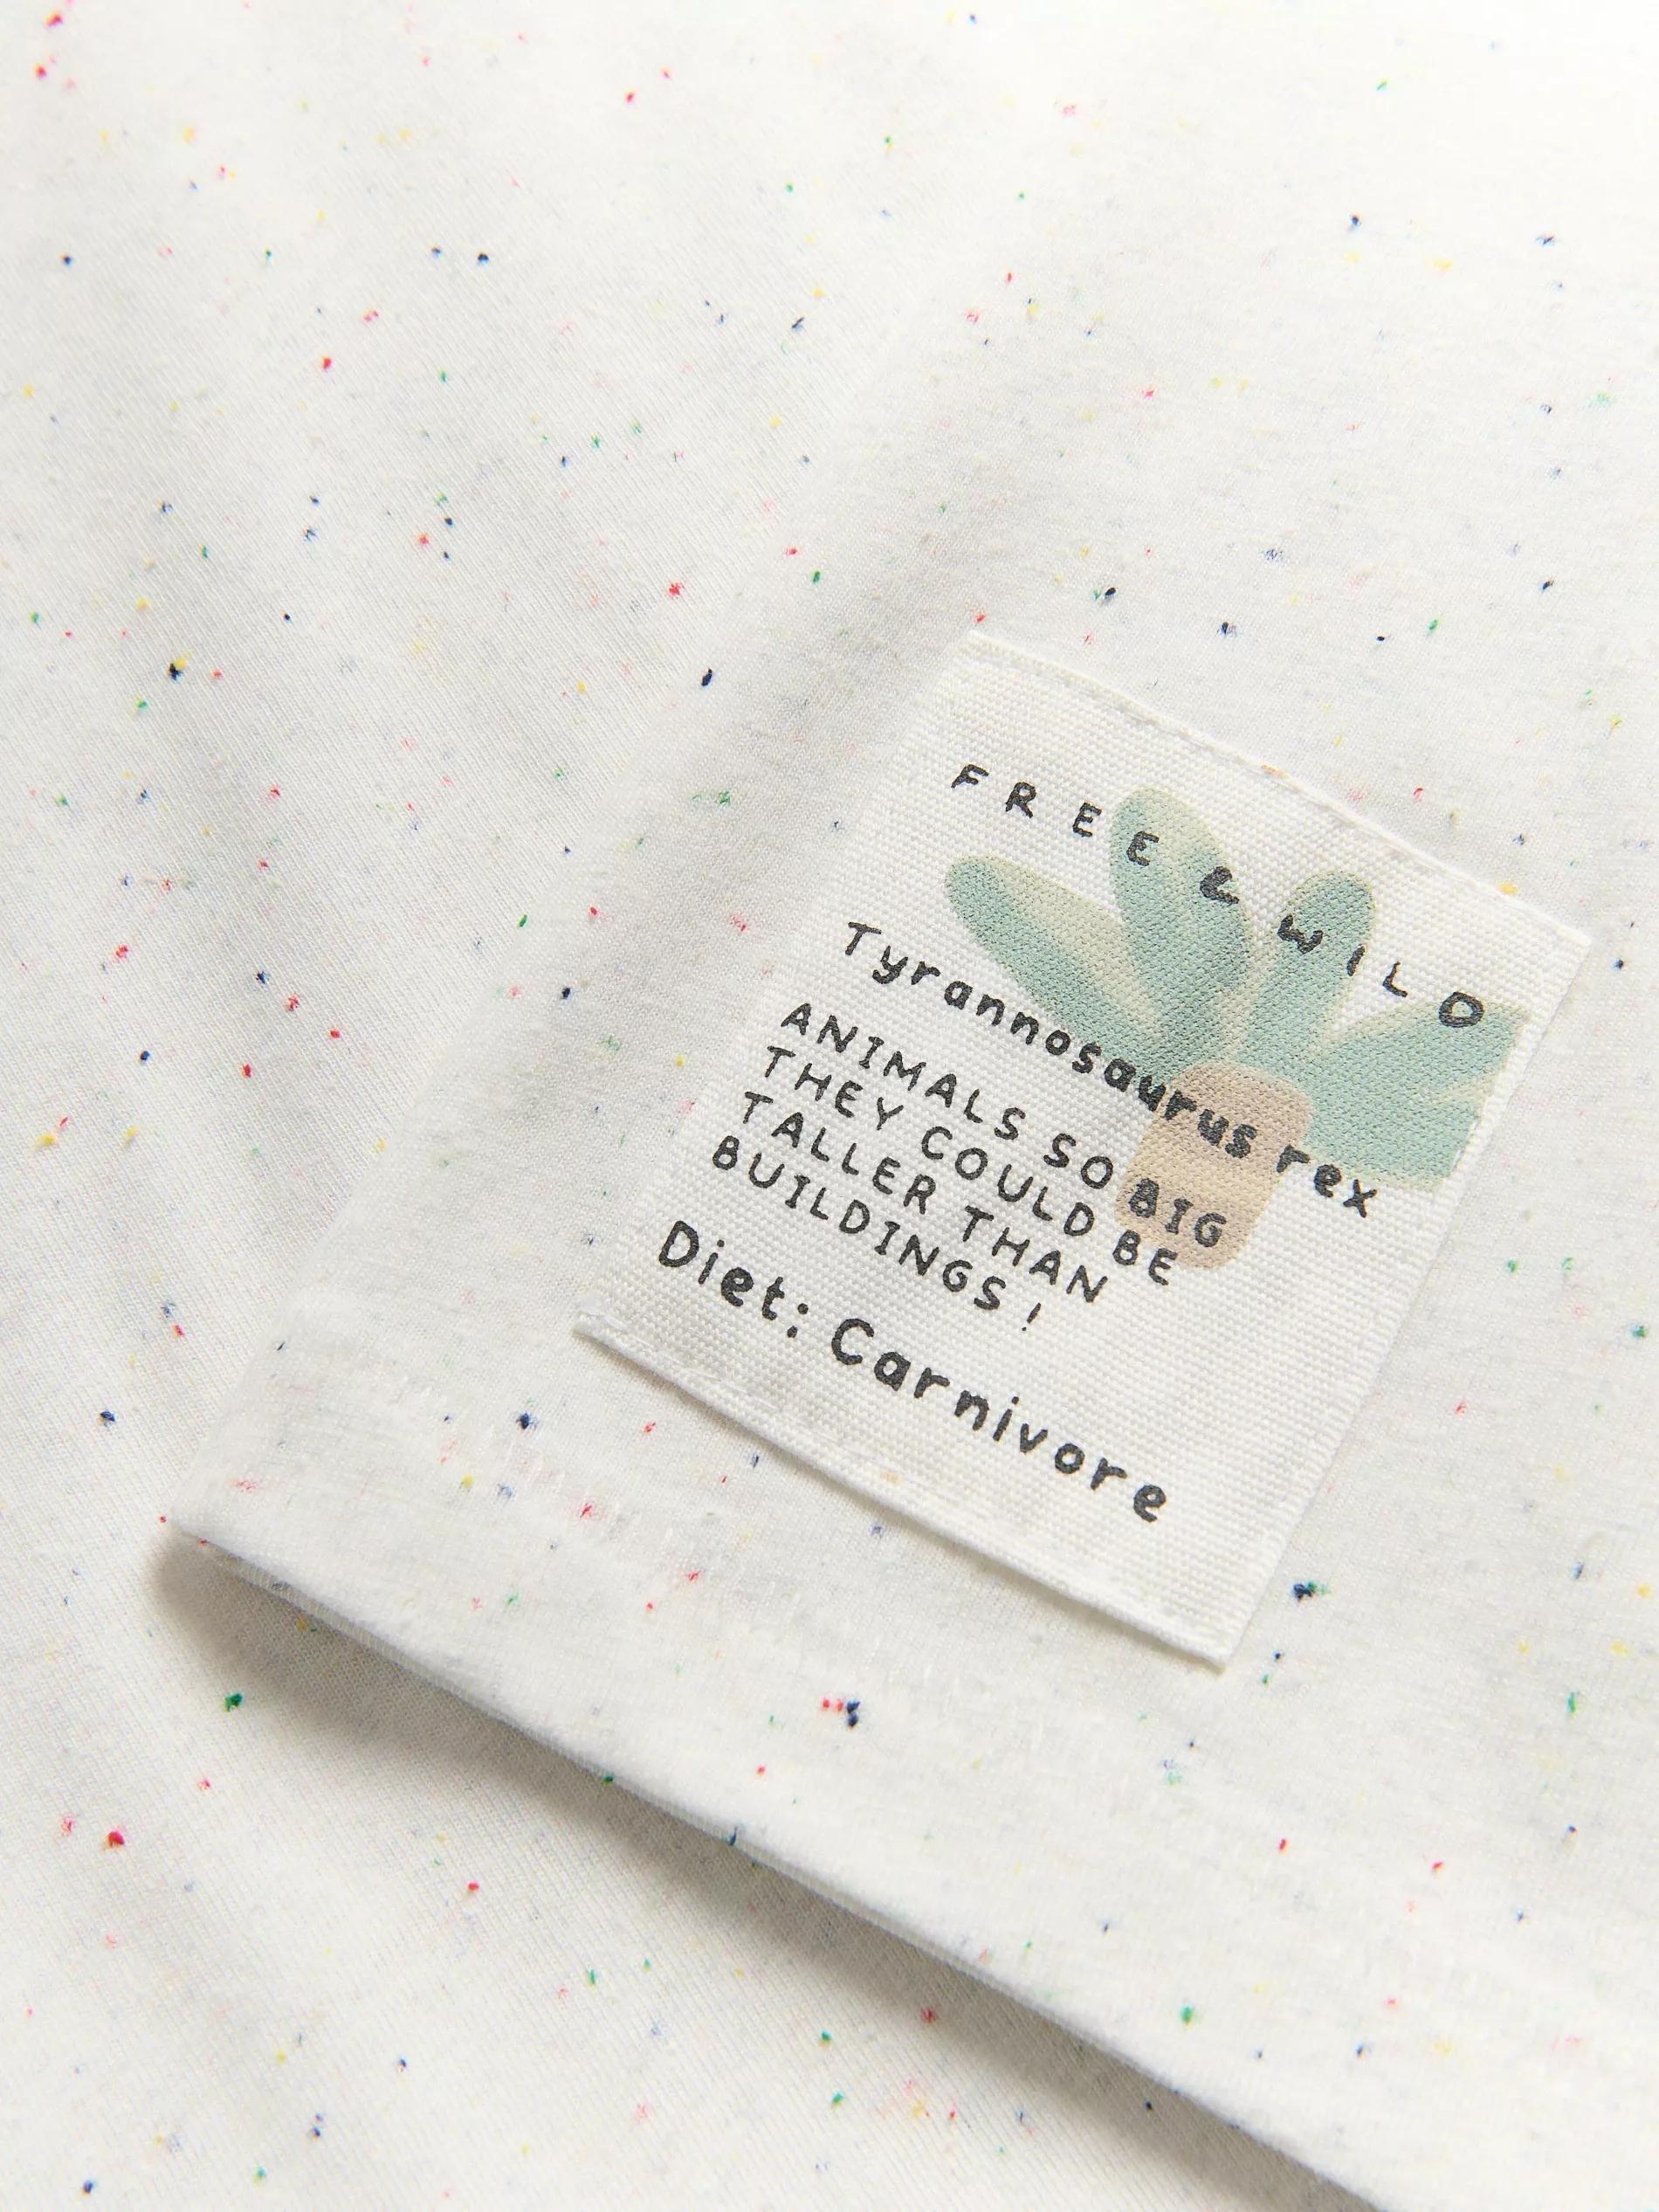 FREE & WILD
Tyrannosaurus rex
ANIMALS SO BIG
THEY COULD BE
TALLER THAN
BUILDINGS!
Diet: Carnivore